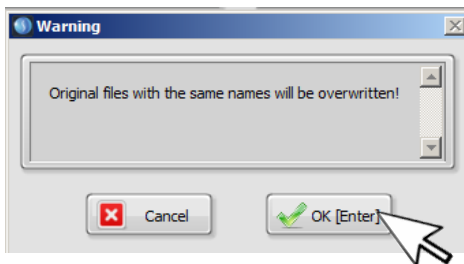 Warning
Original files with the same names will be overwritten!
Cancel
OK [Enter]